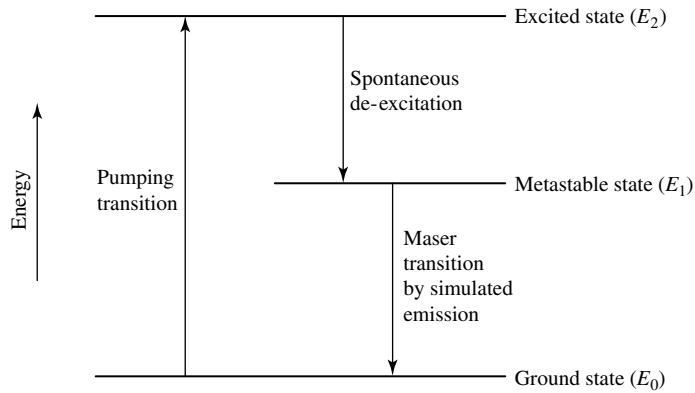 Excited state (E₂)
Spontaneous
de-excitation
Energy
Pumping
transition
Metastable state (E₁)
Maser
transition
by simulated
emission
Ground state (E₀)